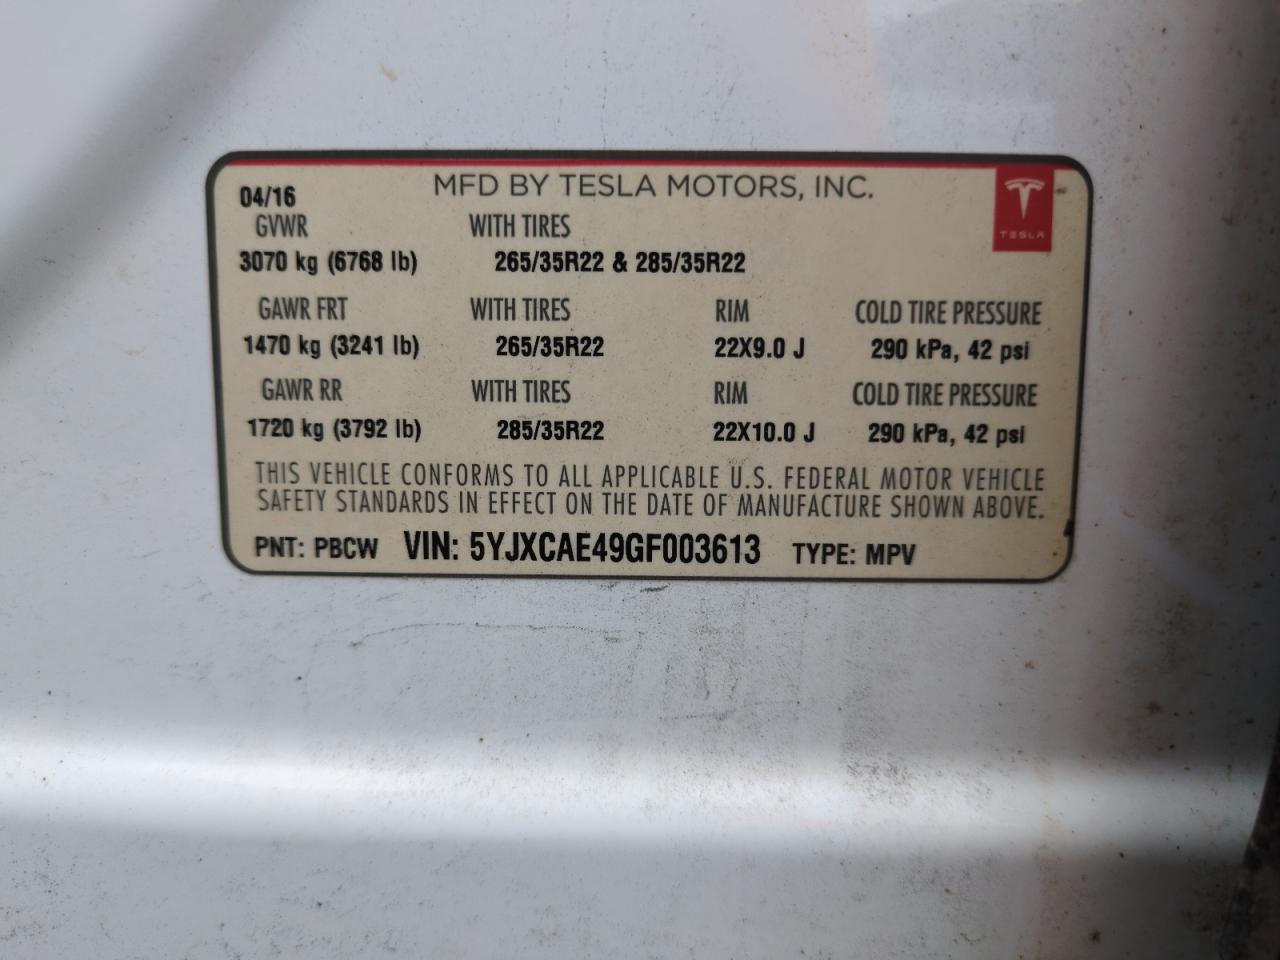 04/16 MFD BY TESLA MOTORS, INC.
TESLA
GVWR WITH TIRES
3070 kg (6768 lb) 265/35R22 & 285/35R22
GAWR FRT WITH TIRES RIM COLD TIRE PRESSURE
1470 kg (3241 lb) 265/35R22 22X9.0 J 290 kPa, 42 psi
GAWR RR WITH TIRES RIM COLD TIRE PRESSURE
1720 kg (3792 lb) 285/35R22 22X10.0 J 290 kPa, 42 psi
THIS VEHICLE CONFORMS TO ALL APPLICABLE U.S. FEDERAL MOTOR VEHICLE
SAFETY STANDARDS IN EFFECT ON THE DATE OF MANUFACTURE SHOWN ABOVE.
PNT: PBCW VIN: 5YJXCAE49GF003613 TYPE: MPV